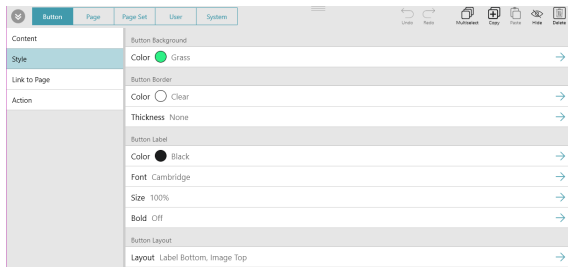 Button Page Page Set User System
Undo Redo Multiselect Copy Paste Hide Delete
Content
Style
Link to Page
Action
Button Background
Color Grass
Button Border
Color Clear
Thickness None
Button Label
Color Black
Font Cambridge
Size 100%
Bold Off
Button Layout
Layout Label Bottom, Image Top